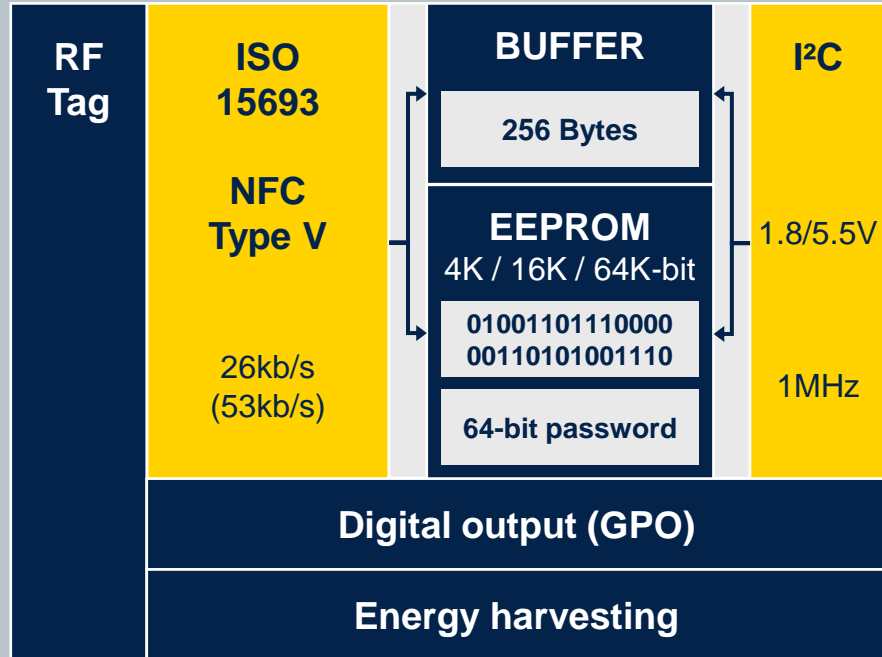 RF
Tag
ISO
15693
NFC
Type V
26kb/s
(53kb/s)
BUFFER
256 Bytes
EEPROM
4K / 16K / 64K-bit
01001101110000
00110101001110
64-bit password
I²C
1.8/5.5V
1MHz
Digital output (GPO)
Energy harvesting